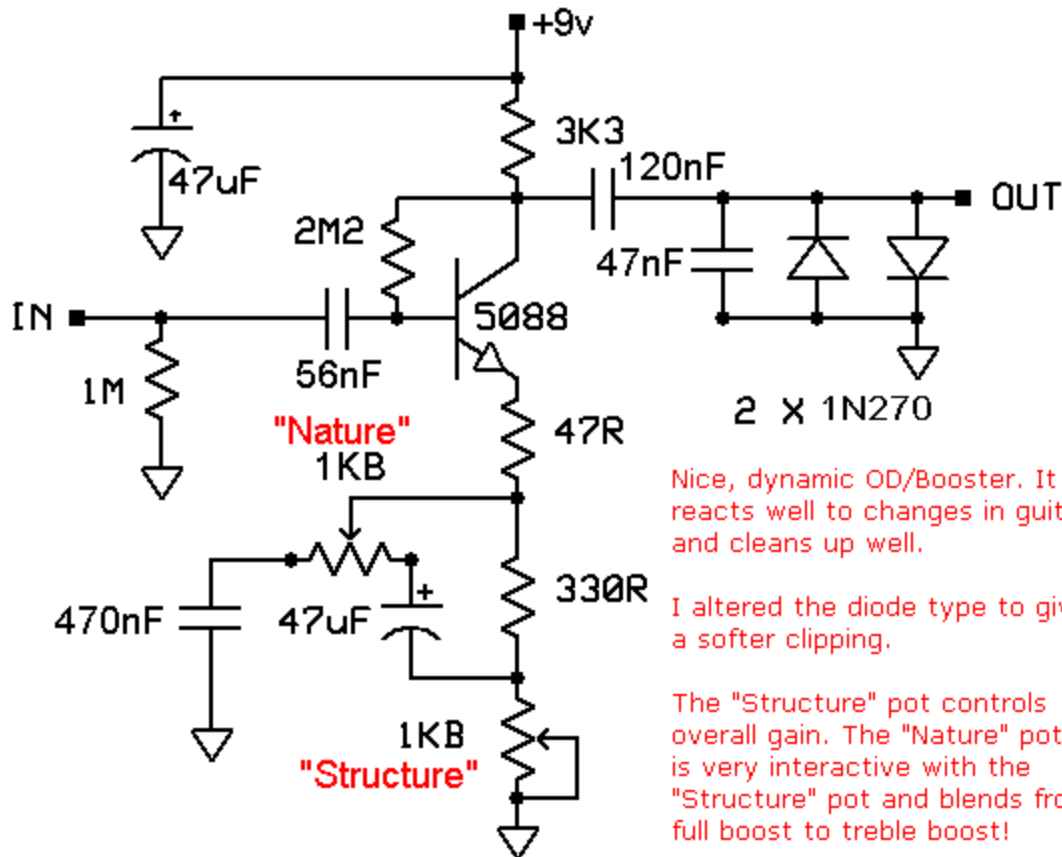 +9v
3K3
120nF
47uF
OUT
2M2
47nF
IN
5088
56nF
1M
2 X 1N270
"Nature"
1KB
47R
470nF
47uF
330R
1KB
"Structure"
Nice, dynamic OD/Booster. It
reacts well to changes in
and cleans up well.
I altered the diode type to
a softer clipping.
The "Structure" pot controls
overall gain. The "Nature" pot
is very interactive with the
"Structure" pot and blends
full boost to treble boost!